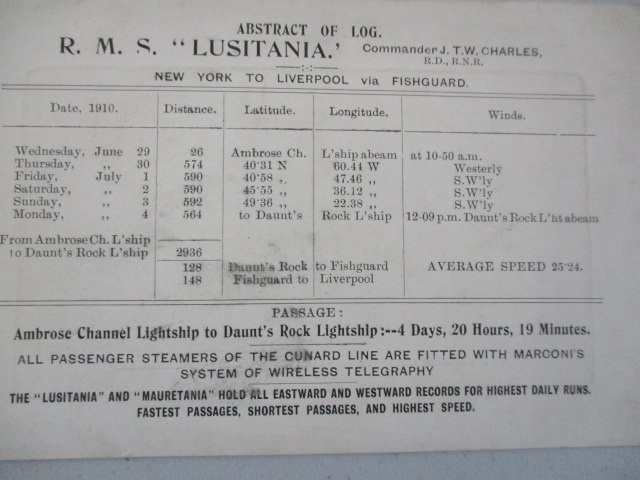 ABSTRACT OF LOG.
R. M. S. "LUSITANIA.' Commander J. T. W. CHARLES,
R.D., R.N.R.
NEW YORK TO LIVERPOOL via FISHGUARD.
Date, 1910. Distance. Latitude. Longitude. Winds.
Wednesday, June 29 26 Ambrose Ch. L'ship abeam at 10-50 a.m.
Thursday, ,, 30 574 40·31 N 60.44 W Westerly
Friday, July 1 590 40·58 ,, 47.46 ,, S.W'ly
Saturday, ,, 2 590 45·55 ,, 36.12 ,, S.W'ly
Sunday, ,, 3 592 49·36 ,, 22.38 ,, S.W'ly
Monday, ,, 4 564 to Daunt's Rock L'ship 12-09 p.m. Daunt's Rock L'ht abeam
From Ambrose Ch. L'ship
to Daunt's Rock L'ship 2936
128 Daunt's Rock to Fishguard AVERAGE SPEED 25·24.
148 Fishguard to Liverpool
PASSAGE:
Ambrose Channel Lightship to Daunt's Rock Lightship:--4 Days, 20 Hours, 19 Minutes.
ALL PASSENGER STEAMERS OF THE CUNARD LINE ARE FITTED WITH MARCONI'S
SYSTEM OF WIRELESS TELEGRAPHY
THE "LUSITANIA" AND "MAURETANIA" HOLD ALL EASTWARD AND WESTWARD RECORDS FOR HIGHEST DAILY RUNS.
FASTEST PASSAGES, SHORTEST PASSAGES, AND HIGHEST SPEED.